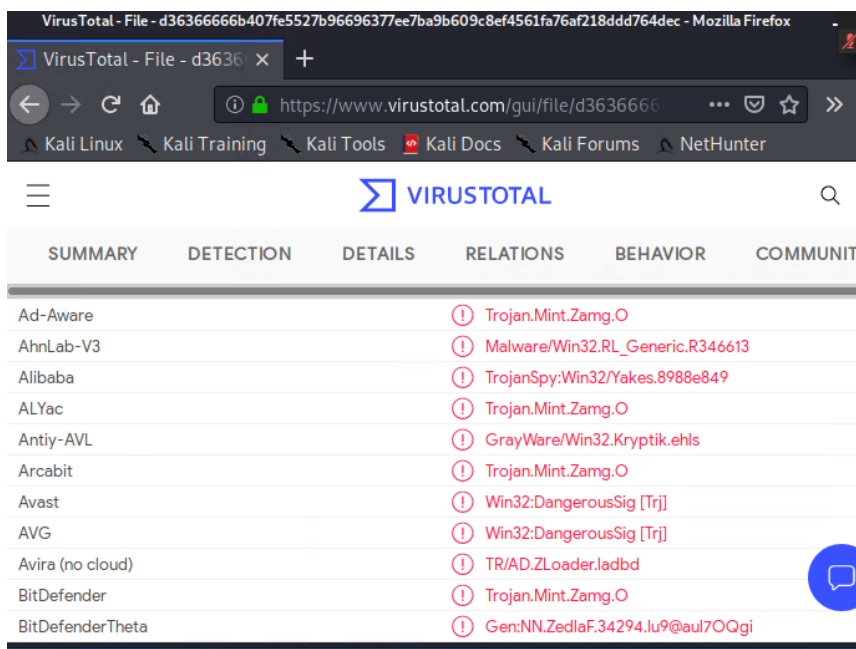 VirusTotal - File - d36366666b407fe5527b96696377ee7ba9b609c8ef4561fa76af218ddd764dec - Mozilla Firefox
VirusTotal - File - d3636
https://www.virustotal.com/gui/file/d3636666
Kali Linux Kali Training Kali Tools Kali Docs Kali Forums NetHunter
VIRUSTOTAL
SUMMARY DETECTION DETAILS RELATIONS BEHAVIOR COMMUNIT
Ad-Aware Trojan.Mint.Zamg.O
AhnLab-V3 Malware/Win32.RL_Generic.R346613
Alibaba TrojanSpy:Win32/Yakes.8988e849
ALYac Trojan.Mint.Zamg.O
Antiy-AVL GrayWare/Win32.Kryptik.ehls
Arcabit Trojan.Mint.Zamg.O
Avast Win32:DangerousSig [Trj]
AVG Win32:DangerousSig [Trj]
Avira (no cloud) TR/AD.ZLoader.ladbd
BitDefender Trojan.Mint.Zamg.O
BitDefenderTheta Gen:NN.ZedlaF.34294.lu9@aul7OQgi